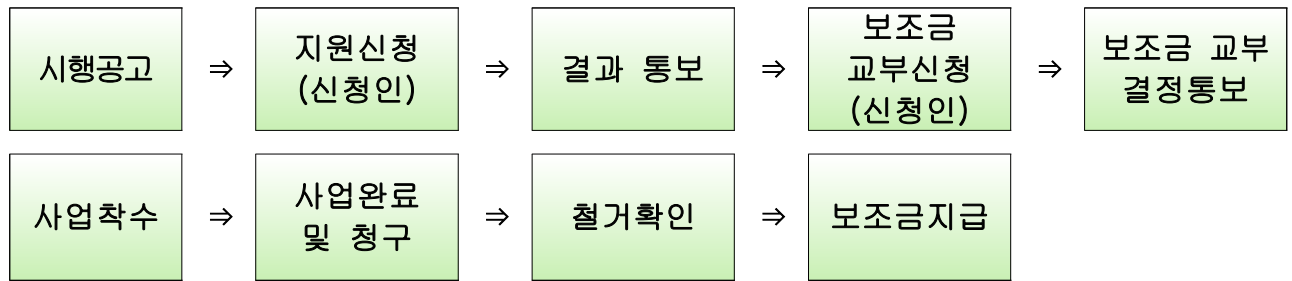 시행공고
⇒
지원신청
(신청인)
⇒
결과 통보
⇒
보조금
교부신청
(신청인)
⇒
보조금 교부
결정통보
사업착수
⇒
사업완료
및 청구
⇒
철거확인
⇒
보조금지급